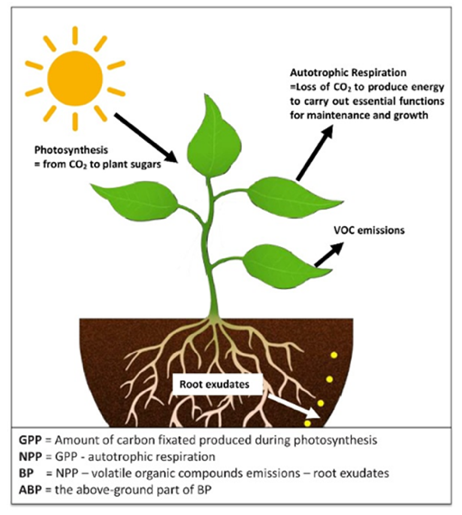 Autotrophic Respiration
=Loss of CO₂ to produce energy
to carry out essential functions
for maintenance and growth
Photosynthesis
= from CO₂ to plant sugars
VOC emissions
Root exudates
GPP = Amount of carbon fixated produced during photosynthesis
NPP = GPP - autotrophic respiration
BP = NPP – volatile organic compounds emissions – root exudates
ABP = the above-ground part of BP